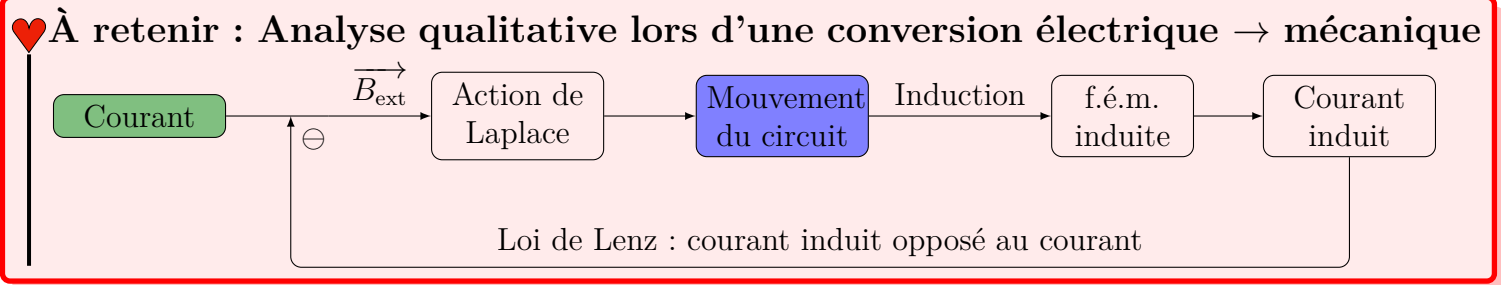 À retenir : Analyse qualitative lors d'une conversion électrique → mécanique
Courant
⊖
B⃗ext
Action de
Laplace
Mouvement
du circuit
Induction
f.é.m.
induite
Courant
induit
Loi de Lenz : courant induit opposé au courant